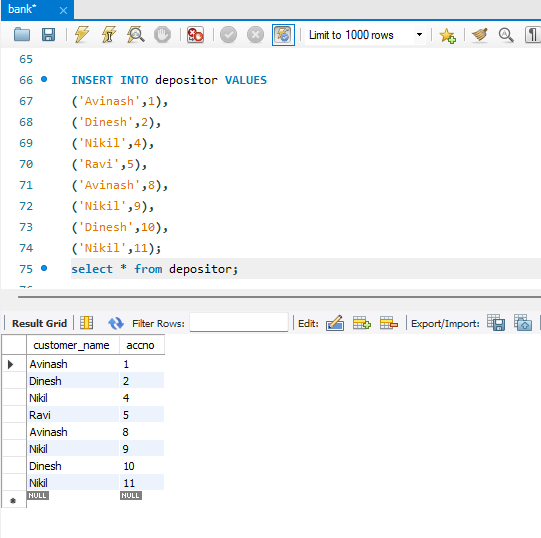 bank*
Limit to 1000 rows
65
66 INSERT INTO depositor VALUES
67 ('Avinash',1),
68 ('Dinesh',2),
69 ('Nikil',4),
70 ('Ravi',5),
71 ('Avinash',8),
72 ('Nikil',9),
73 ('Dinesh',10),
74 ('Nikil',11);
75 select * from depositor;
Result Grid Filter Rows: Edit: Export/Import:
customer_name accno
Avinash 1
Dinesh 2
Nikil 4
Ravi 5
Avinash 8
Nikil 9
Dinesh 10
Nikil 11
NULL NULL